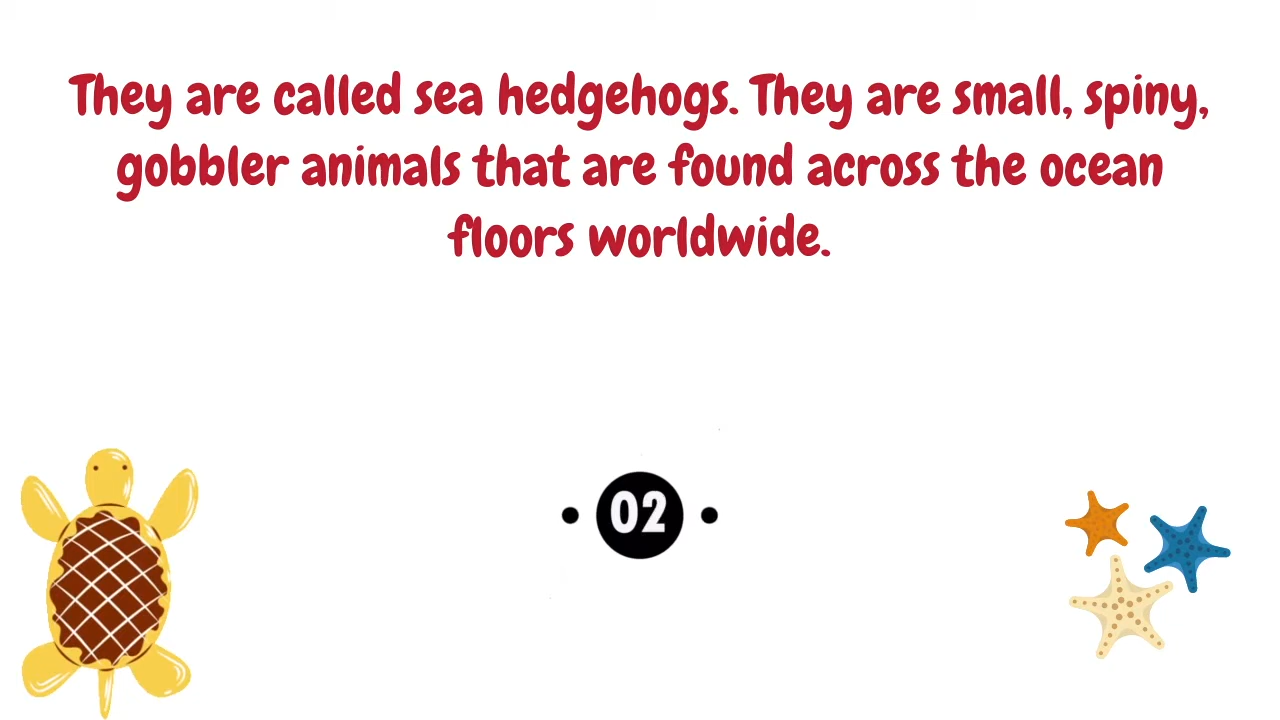 They are called sea hedgehogs. They are small, spiny,
gobbler animals that are found across the ocean
floors worldwide.
02